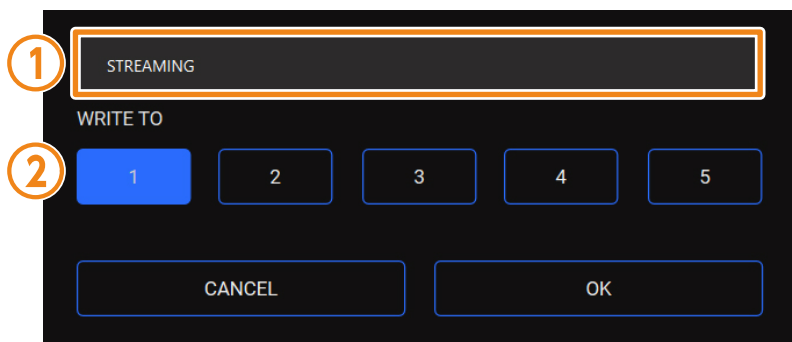 1
STREAMING
WRITE TO
2
1 2 3 4 5
CANCEL OK